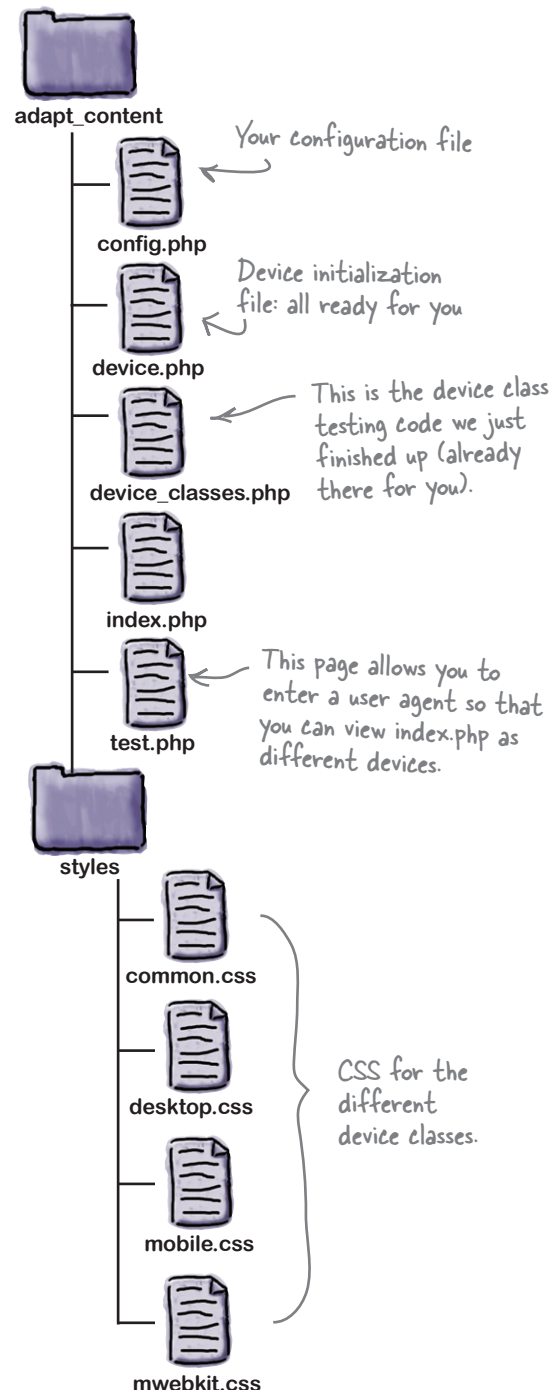 adapt_content
Your configuration file
config.php
Device initialization
file: all ready for you
device.php
This is the device class
testing code we just
finished up (already
there for you).
device_classes.php
index.php
This page allows you to
enter a user agent so that
you can view index.php as
different devices.
test.php
styles
common.css
desktop.css
CSS for the
different
device classes.
mobile.css
mwebkit.css